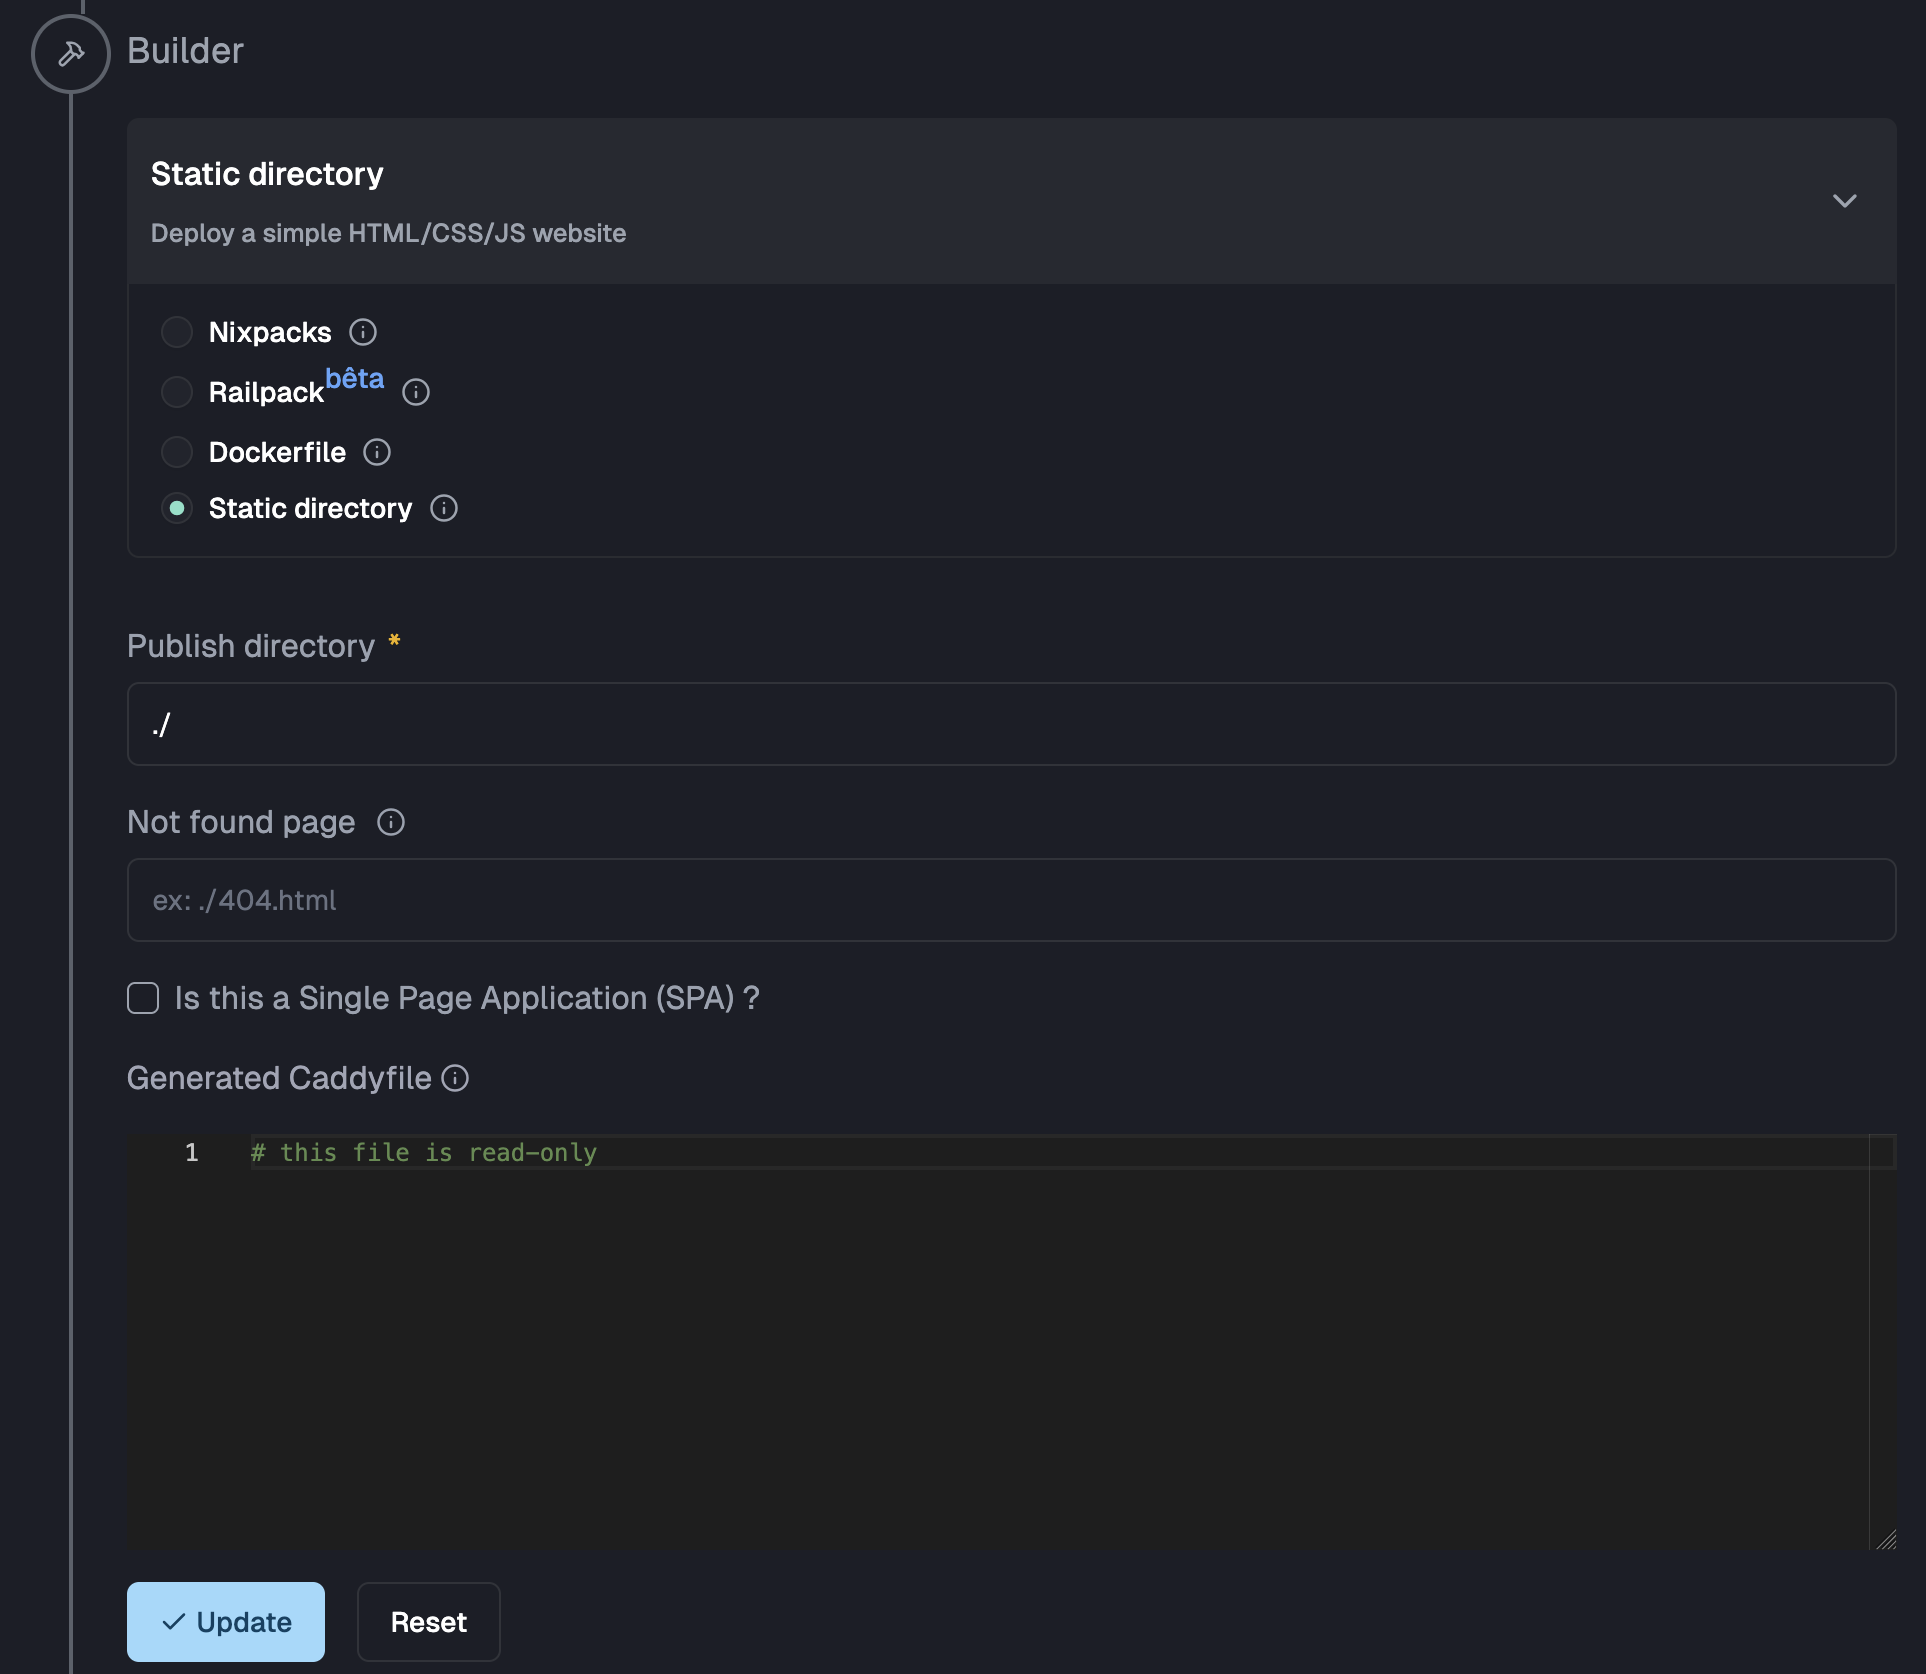 Builder
Static directory
Deploy a simple HTML/CSS/JS website
Nixpacks
Railpack bêta
Dockerfile
Static directory
Publish directory *
./
Not found page
ex: ./404.html
Is this a Single Page Application (SPA) ?
Generated Caddyfile
1 # this file is read-only
Update
Reset